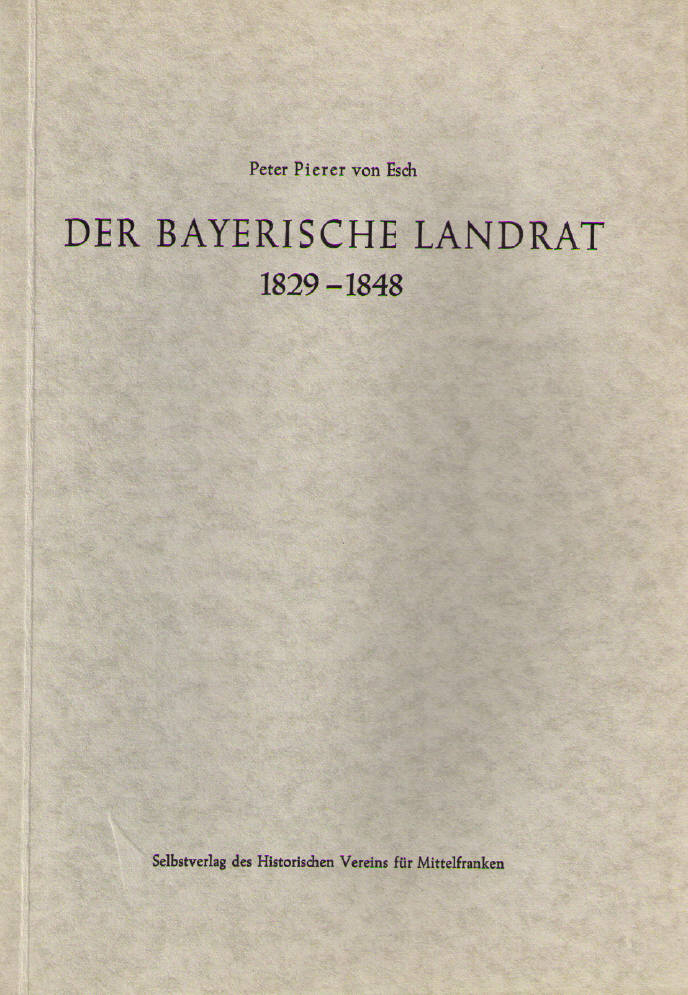 Peter Pierer von Esch
DER BAYERISCHE LANDRAT
1829 – 1848
Selbstverlag des Historischen Vereins für Mittelfranken